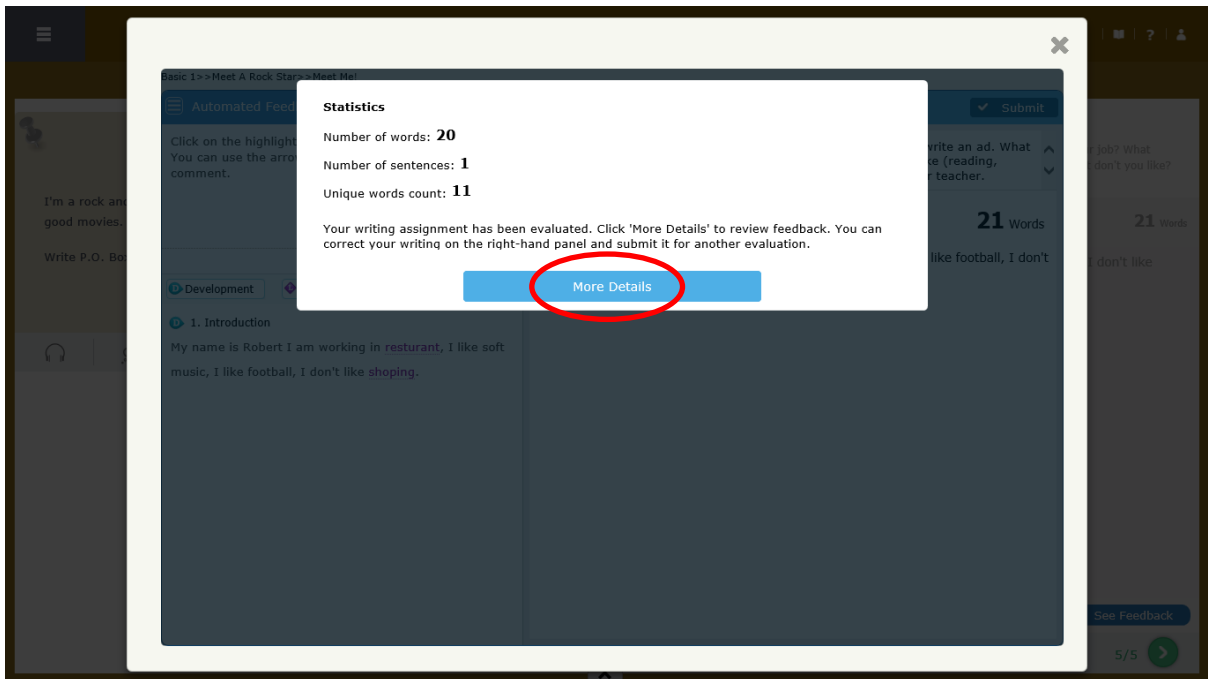 Basic 1>>Meet A Rock Star>>Meet Me!
Automated Feed
Submit
Click on the highlight
You can use the arro
comment.
Statistics
Number of words: 20
Number of sentences: 1
Unique words count: 11
Your writing assignment has been evaluated. Click 'More Details' to review feedback. You can
correct your writing on the right-hand panel and submit it for another evaluation.
More Details
write an ad. What
ke (reading,
r teacher.
21 Words
like football, I don't
Development
1. Introduction
My name is Robert I am working in resturant, I like soft
music, I like football, I don't like shoping.
I'm a rock and
good movies.
Write P.O. Bo
?
r job? What
don't you like?
21 Words
I don't like
See Feedback
5/5